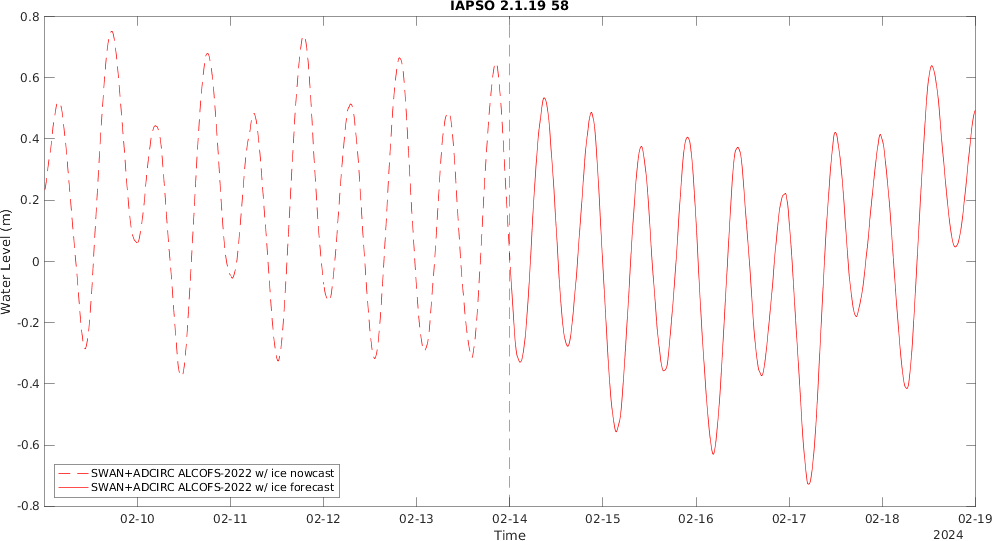 IAPSO 2.1.19 58
0.8
0.6
0.4
0.2
0
-0.2
-0.4
-0.6
-0.8
Water Level (m)
SWAN+ADCIRC ALCOFS-2022 w/ ice nowcast
SWAN+ADCIRC ALCOFS-2022 w/ ice forecast
02-10 02-11 02-12 02-13 02-14 02-15 02-16 02-17 02-18 02-19
Time
2024